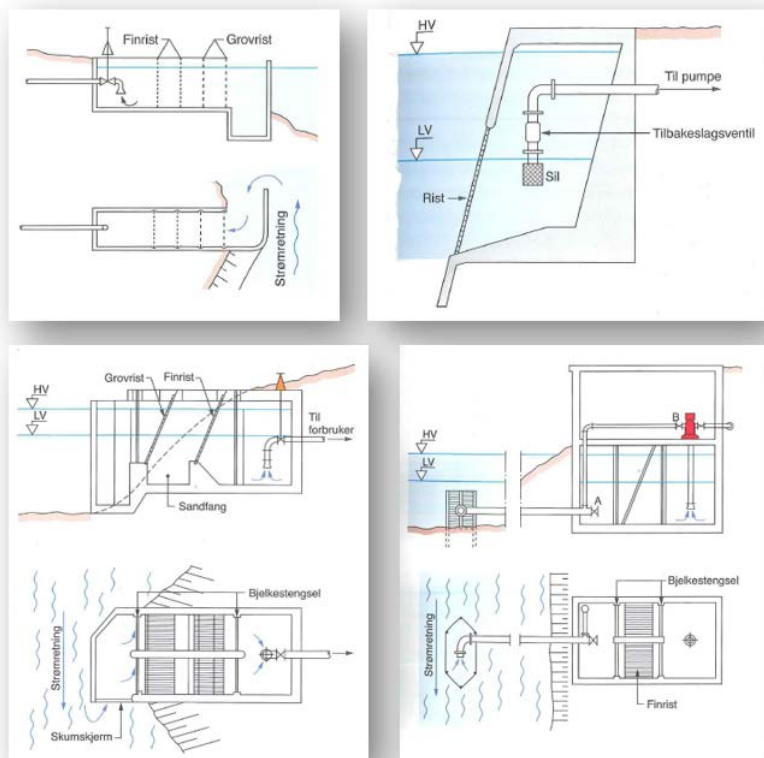 Finrist
Grovrist
Strømretning
HV
LV
Til pumpe
Tilbakeslagsventil
Sil
Rist
HV
LV
Grovrist
Finrist
Til
forbruker
Sandfang
Bjelkestengsel
Strømretning
Skumskjerm
HV
LV
B
A
Bjelkestengsel
Strømretning
Finrist